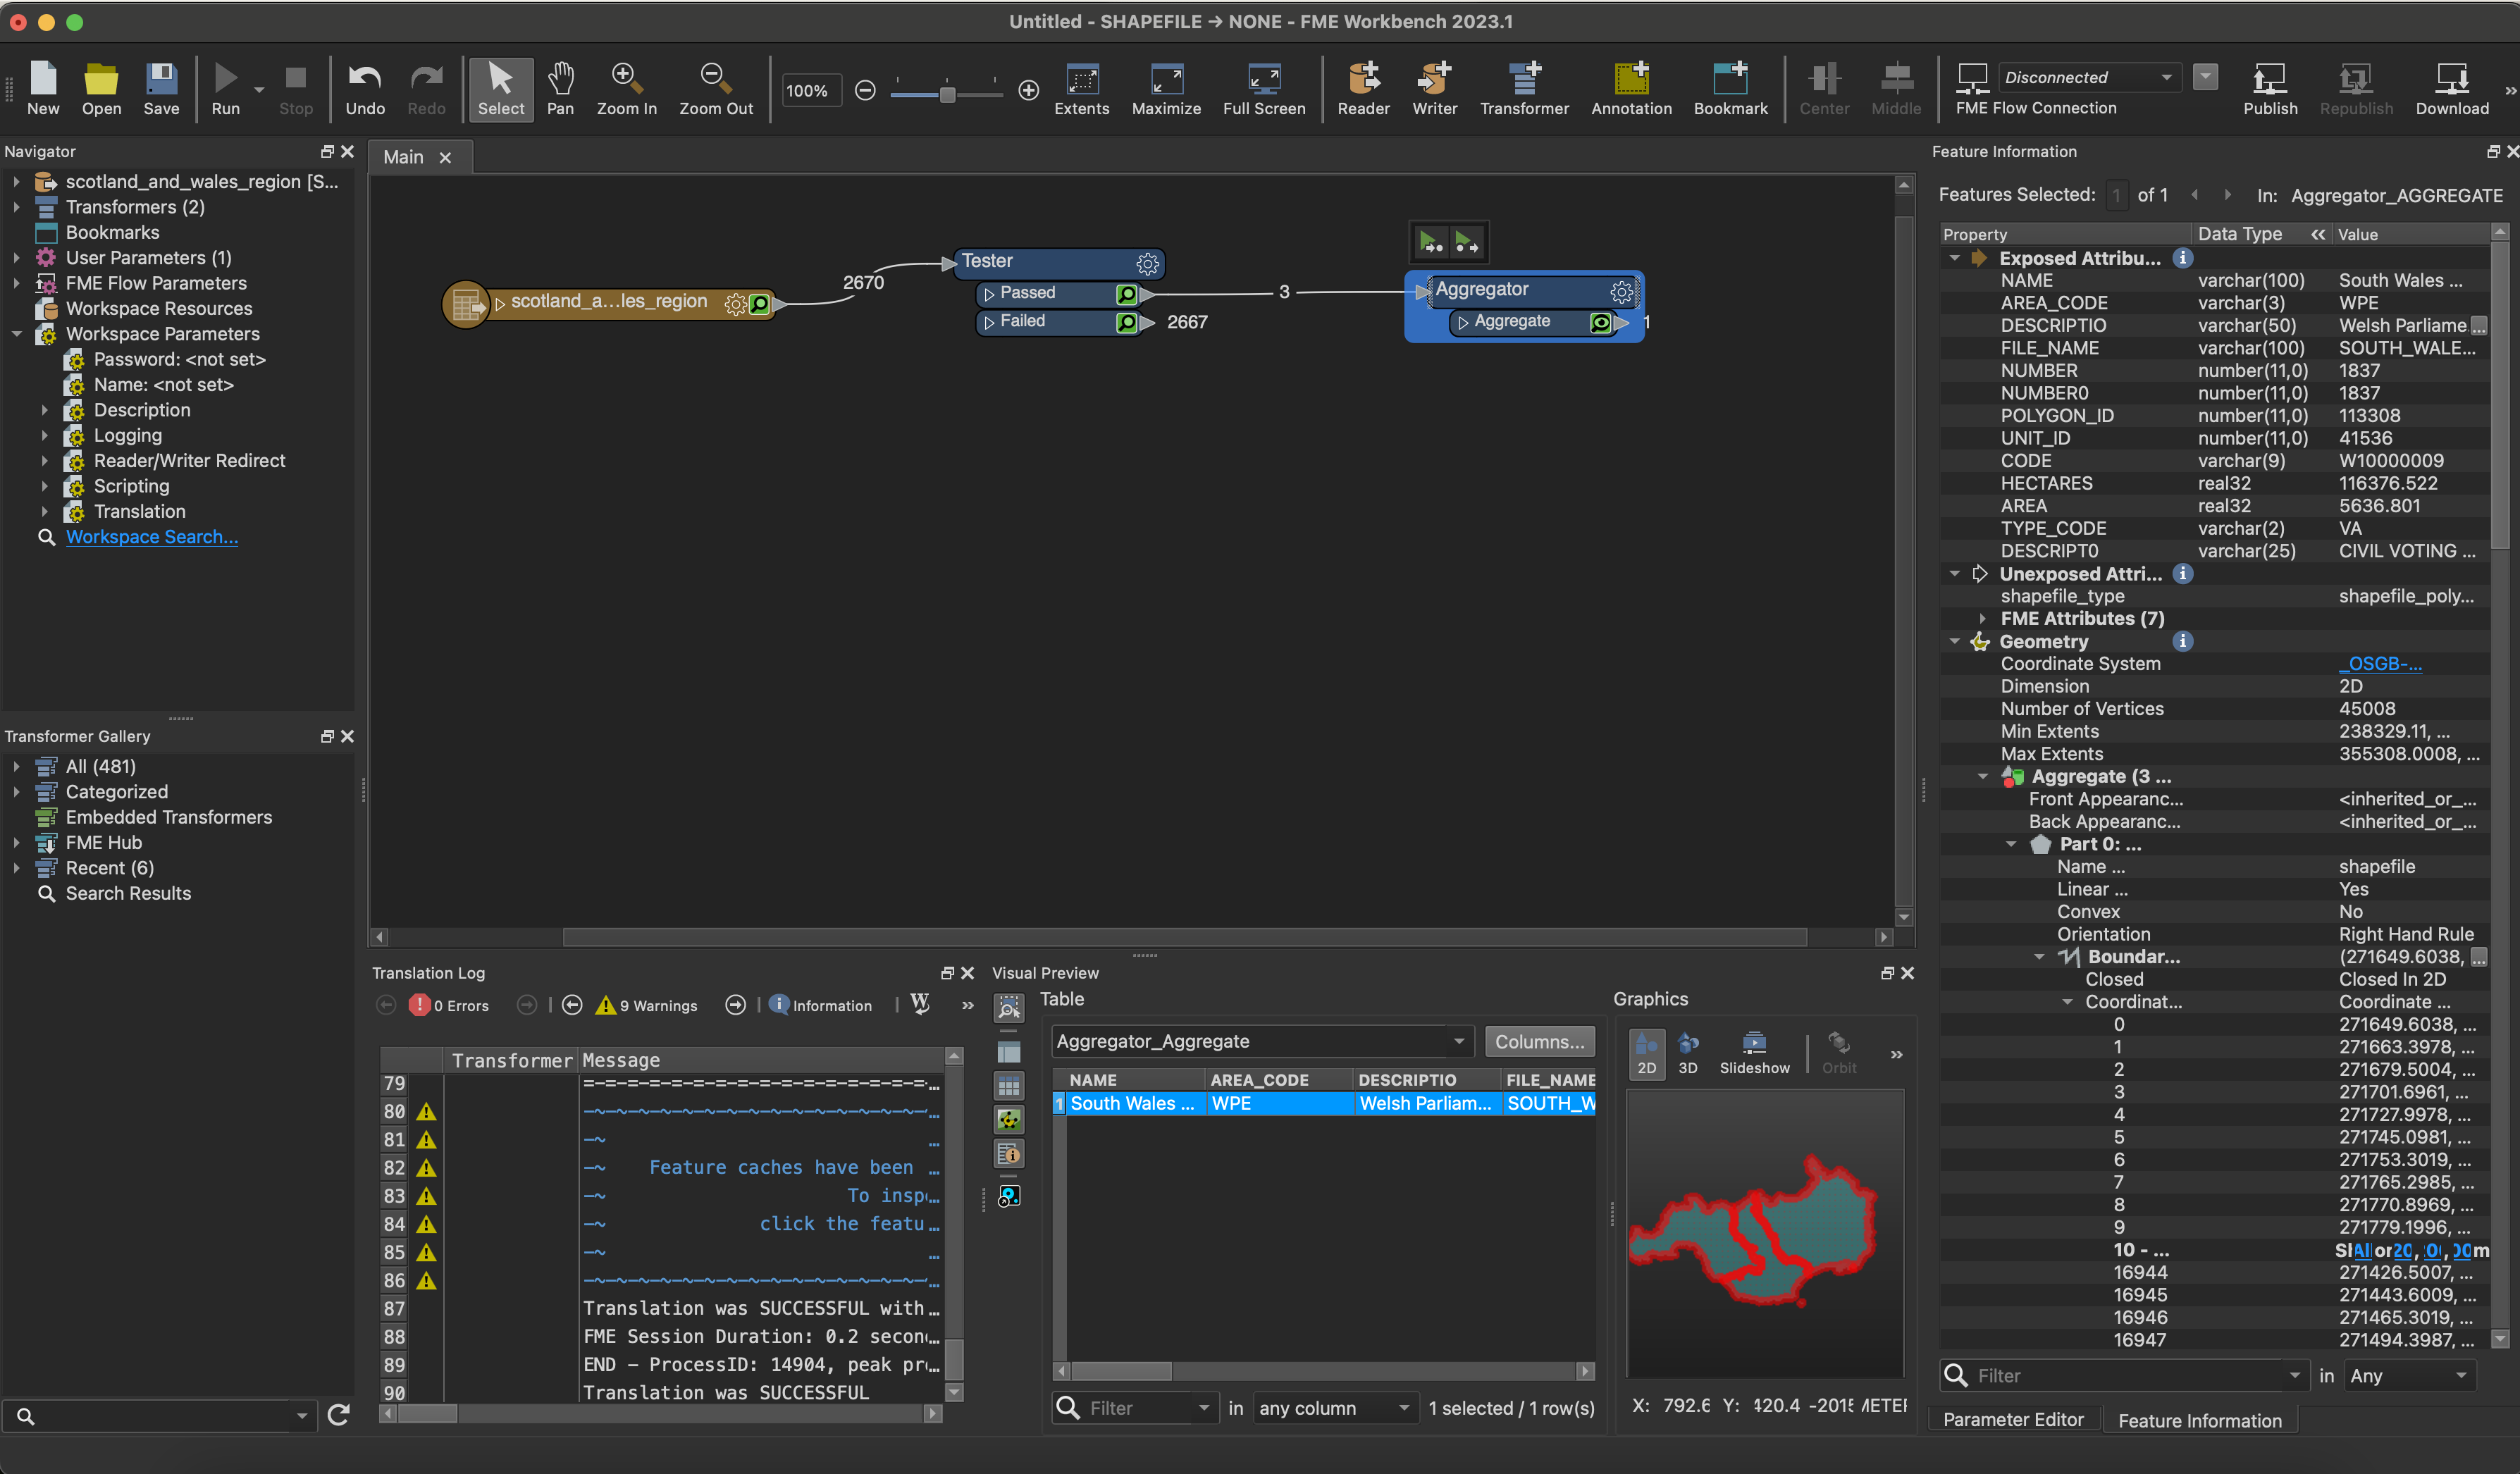 Untitled - SHAPEFILE → NONE - FME Workbench 2023.1
New Open Save Run Stop Undo Redo Select Pan Zoom In Zoom Out 100% Extents Maximize Full Screen Reader Writer Transformer Annotation Bookmark Center Middle Disconnected FME Flow Connection Publish Republish Download »
Navigator
scotland_and_wales_region [S...
Transformers (2)
Bookmarks
User Parameters (1)
FME Flow Parameters
Workspace Resources
Workspace Parameters
Password: <not set>
Name: <not set>
Description
Logging
Reader/Writer Redirect
Scripting
Translation
Workspace Search...
Transformer Gallery
All (481)
Categorized
Embedded Transformers
FME Hub
Recent (6)
Search Results
Main
scotland_a...les_region
2670
Tester
Passed
Failed
2667
3
Aggregator
Aggregate
1
Translation Log
0 Errors 9 Warnings Information »
Transformer Message
79 =-=-=-=-=-=-=-=-=-=-=-=-=-=-=-=-...
80 -~-~-~-~-~-~-~-~-~-~-~-~-~-~-~-~...
81 -~ ...
82 -~ Feature caches have been ...
83 -~ To insp...
84 -~ click the featu...
85 -~ ...
86 -~-~-~-~-~-~-~-~-~-~-~-~-~-~-~-~...
87 Translation was SUCCESSFUL with...
88 FME Session Duration: 0.2 secon...
89 END - ProcessID: 14904, peak pr...
90 Translation was SUCCESSFUL
Visual Preview
Table
Aggregator_Aggregate Columns...
NAME AREA_CODE DESCRIPTIO FILE_NAME
1 South Wales ... WPE Welsh Parliam... SOUTH_W
Filter in any column 1 selected / 1 row(s)
Graphics
2D 3D Slideshow Orbit »
X: 792.6 Y: 420.4 -2015 METER
Feature Information
Features Selected: 1 of 1 In: Aggregator_AGGREGATE
Property Data Type « Value
Exposed Attribu...
NAME varchar(100) South Wales ...
AREA_CODE varchar(3) WPE
DESCRIPTIO varchar(50) Welsh Parliame...
FILE_NAME varchar(100) SOUTH_WALE...
NUMBER number(11,0) 1837
NUMBER0 number(11,0) 1837
POLYGON_ID number(11,0) 113308
UNIT_ID number(11,0) 41536
CODE varchar(9) W10000009
HECTARES real32 116376.522
AREA real32 5636.801
TYPE_CODE varchar(2) VA
DESCRIPT0 varchar(25) CIVIL VOTING ...
Unexposed Attri...
shapefile_type shapefile_poly...
FME Attributes (7)
Geometry
Coordinate System _OSGB-...
Dimension 2D
Number of Vertices 45008
Min Extents 238329.11, ...
Max Extents 355308.0008, ...
Aggregate (3 ...
Front Appearanc... <inherited_or_...
Back Appearanc... <inherited_or_...
Part 0: ...
Name ... shapefile
Linear ... Yes
Convex No
Orientation Right Hand Rule
Boundar... (271649.6038, ...
Closed Closed In 2D
Coordinat... Coordinate ...
0 271649.6038, ...
1 271663.3978, ...
2 271679.5004, ...
3 271701.6961, ...
4 271727.9978, ...
5 271745.0981, ...
6 271753.3019, ...
7 271765.2985, ...
8 271770.8969, ...
9 271779.1996, ...
10 - ...
16944 271426.5007, ...
16945 271443.6009, ...
16946 271465.3019, ...
16947 271494.3987, ...
Filter in Any
Parameter Editor Feature Information